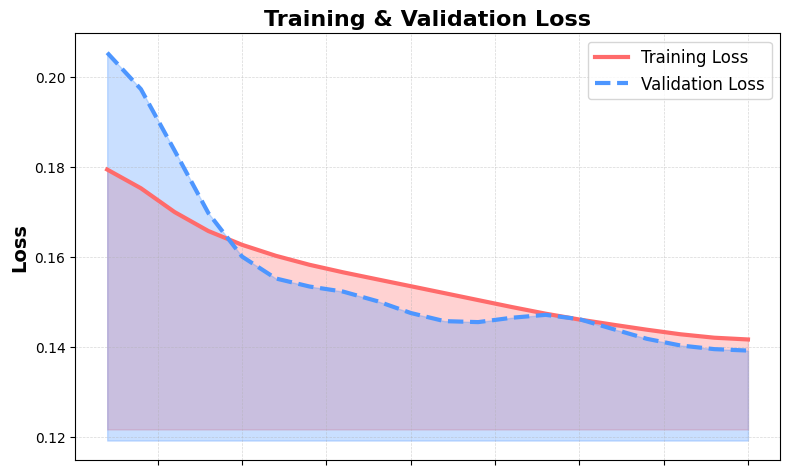 Training & Validation Loss
Training Loss
Validation Loss
Loss
0.20
0.18
0.16
0.14
0.12